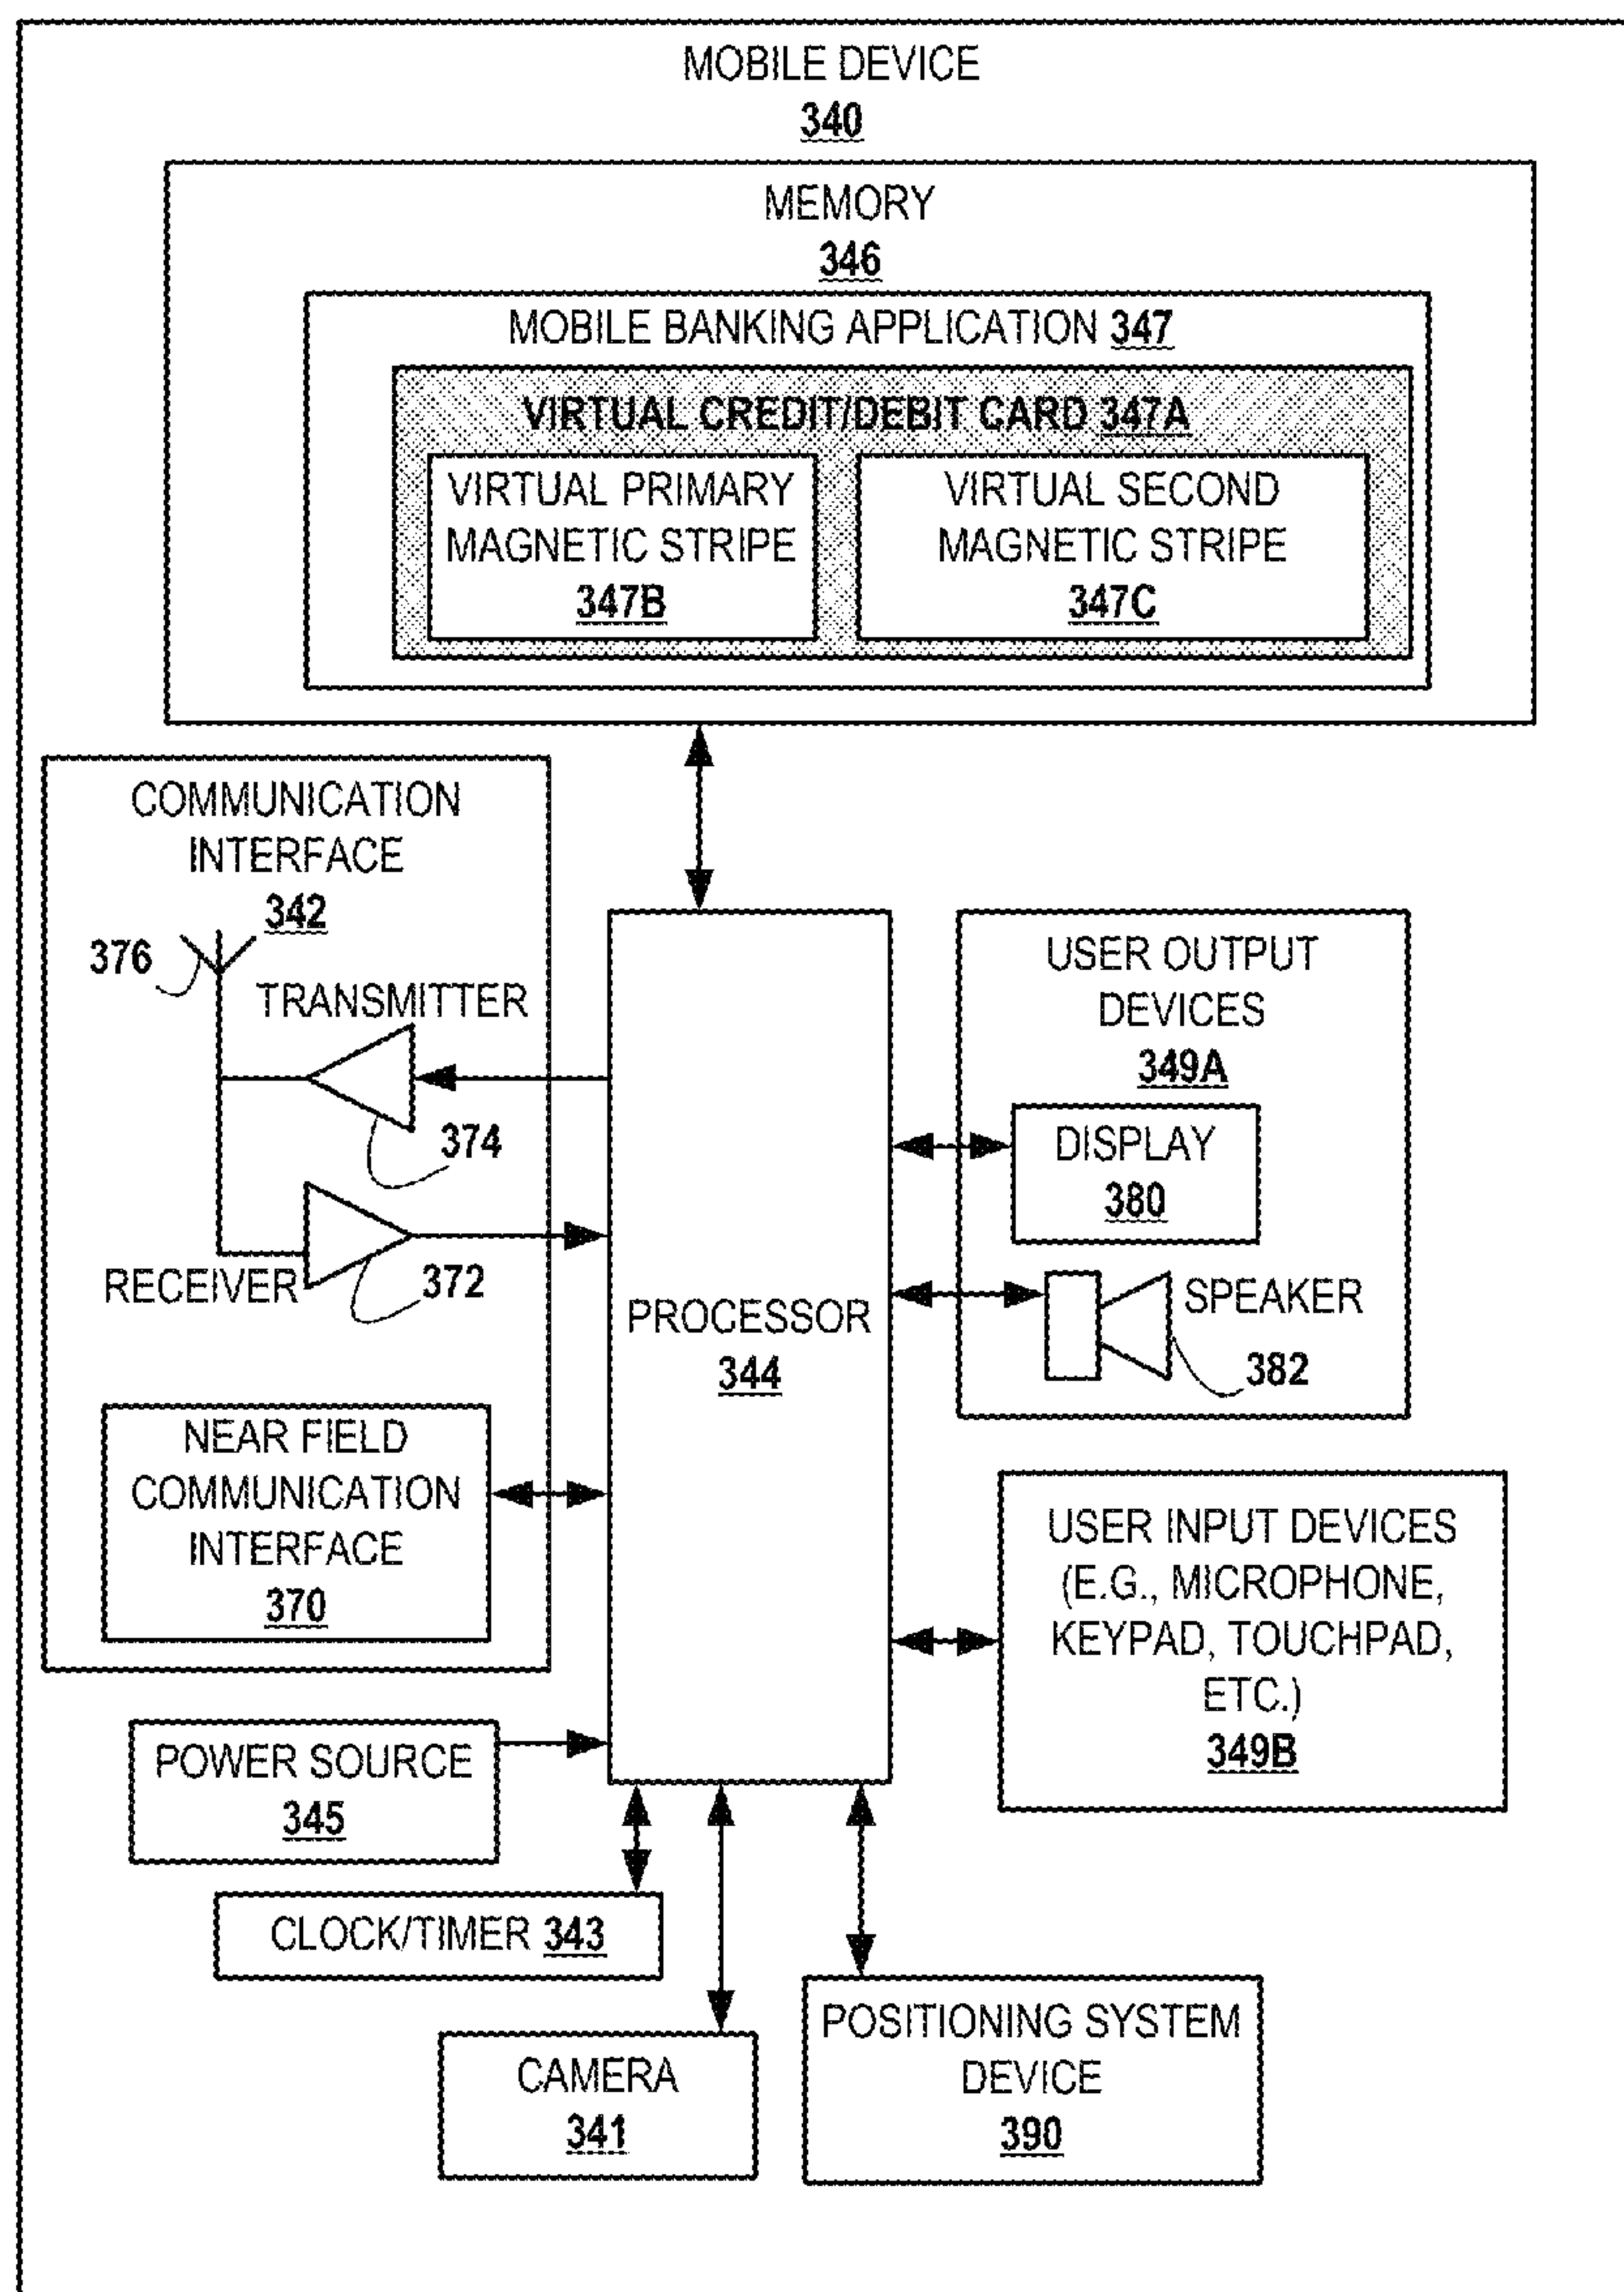 MOBILE DEVICE
340
MEMORY
346
MOBILE BANKING APPLICATION 347
VIRTUAL CREDIT/DEBIT CARD 347A
VIRTUAL PRIMARY
MAGNETIC STRIPE
347B
VIRTUAL SECOND
MAGNETIC STRIPE
347C
COMMUNICATION
INTERFACE
342
376
TRANSMITTER
374
RECEIVER
372
NEAR FIELD
COMMUNICATION
INTERFACE
370
PROCESSOR
344
USER OUTPUT
DEVICES
349A
DISPLAY
380
SPEAKER
382
USER INPUT DEVICES
(E.G., MICROPHONE,
KEYPAD, TOUCHPAD,
ETC.)
349B
POWER SOURCE
345
CLOCK/TIMER 343
CAMERA
341
POSITIONING SYSTEM
DEVICE
390